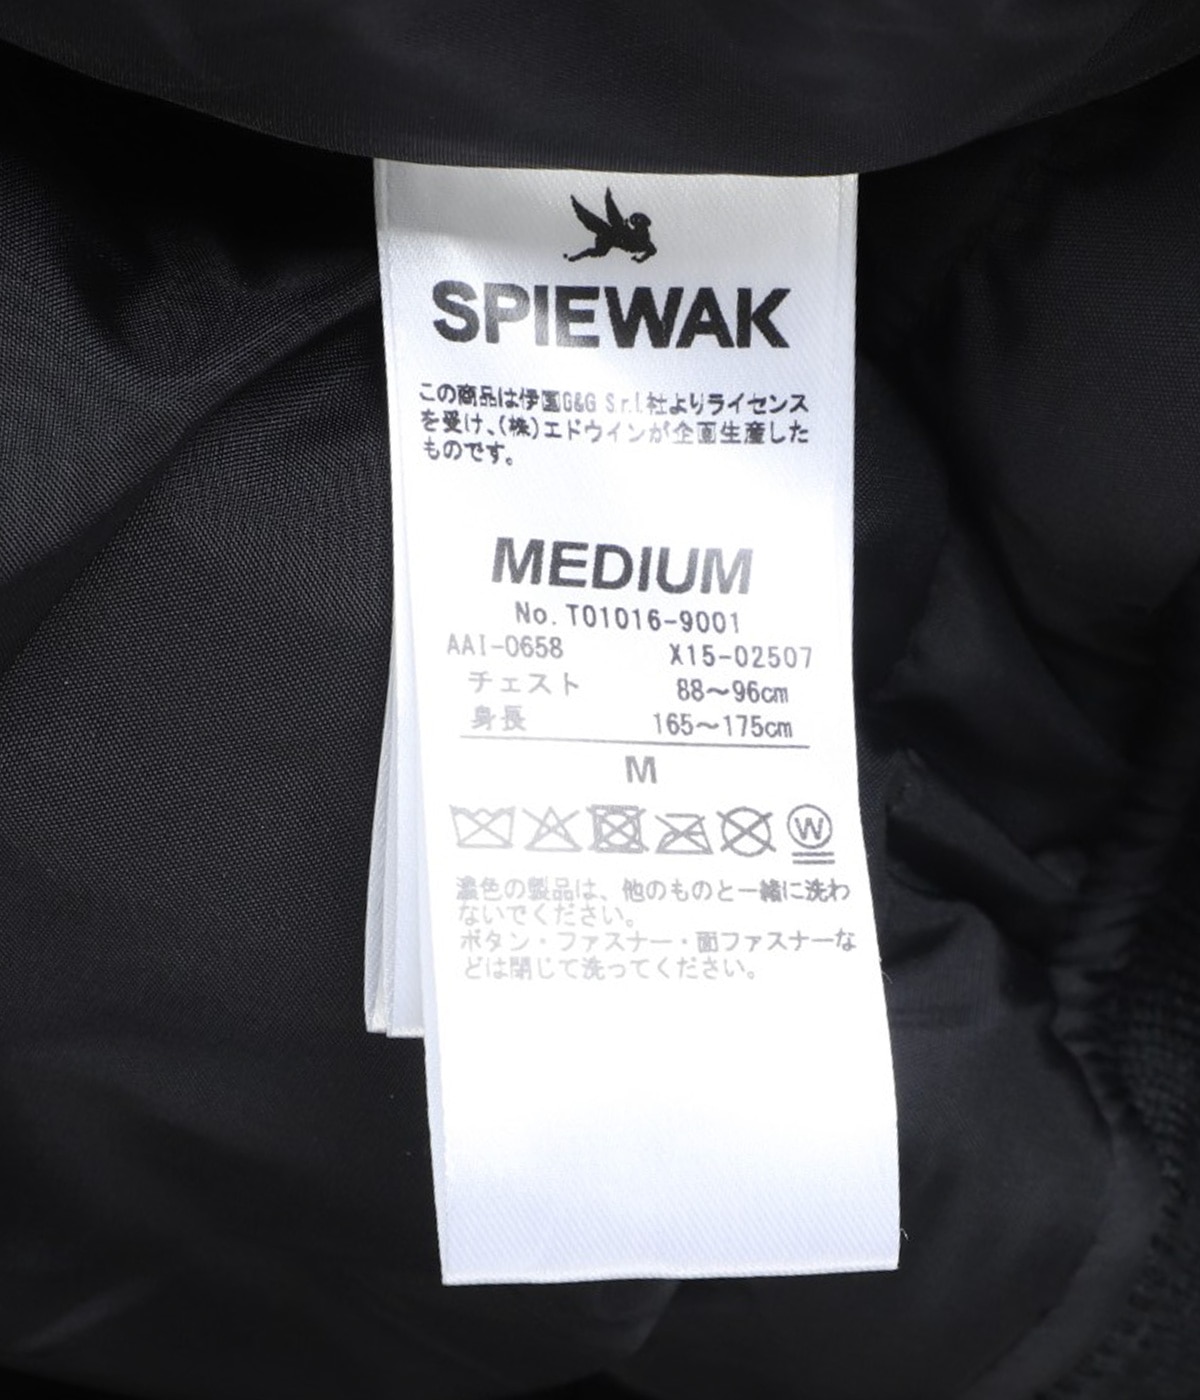 SPIEWAK
この商品は伊国G&G S.r.l.社よりライセンス
を受け、(株)エドウインが企画生産した
ものです。
MEDIUM
No. T01016-9001
AAI-0658 X15-02507
チェスト 88～96cm
身長 165～175cm
M
W
濃色の製品は、他のものと一緒に洗わ
ないでください。
ボタン・ファスナー・面ファスナーな
どは閉じて洗ってください。